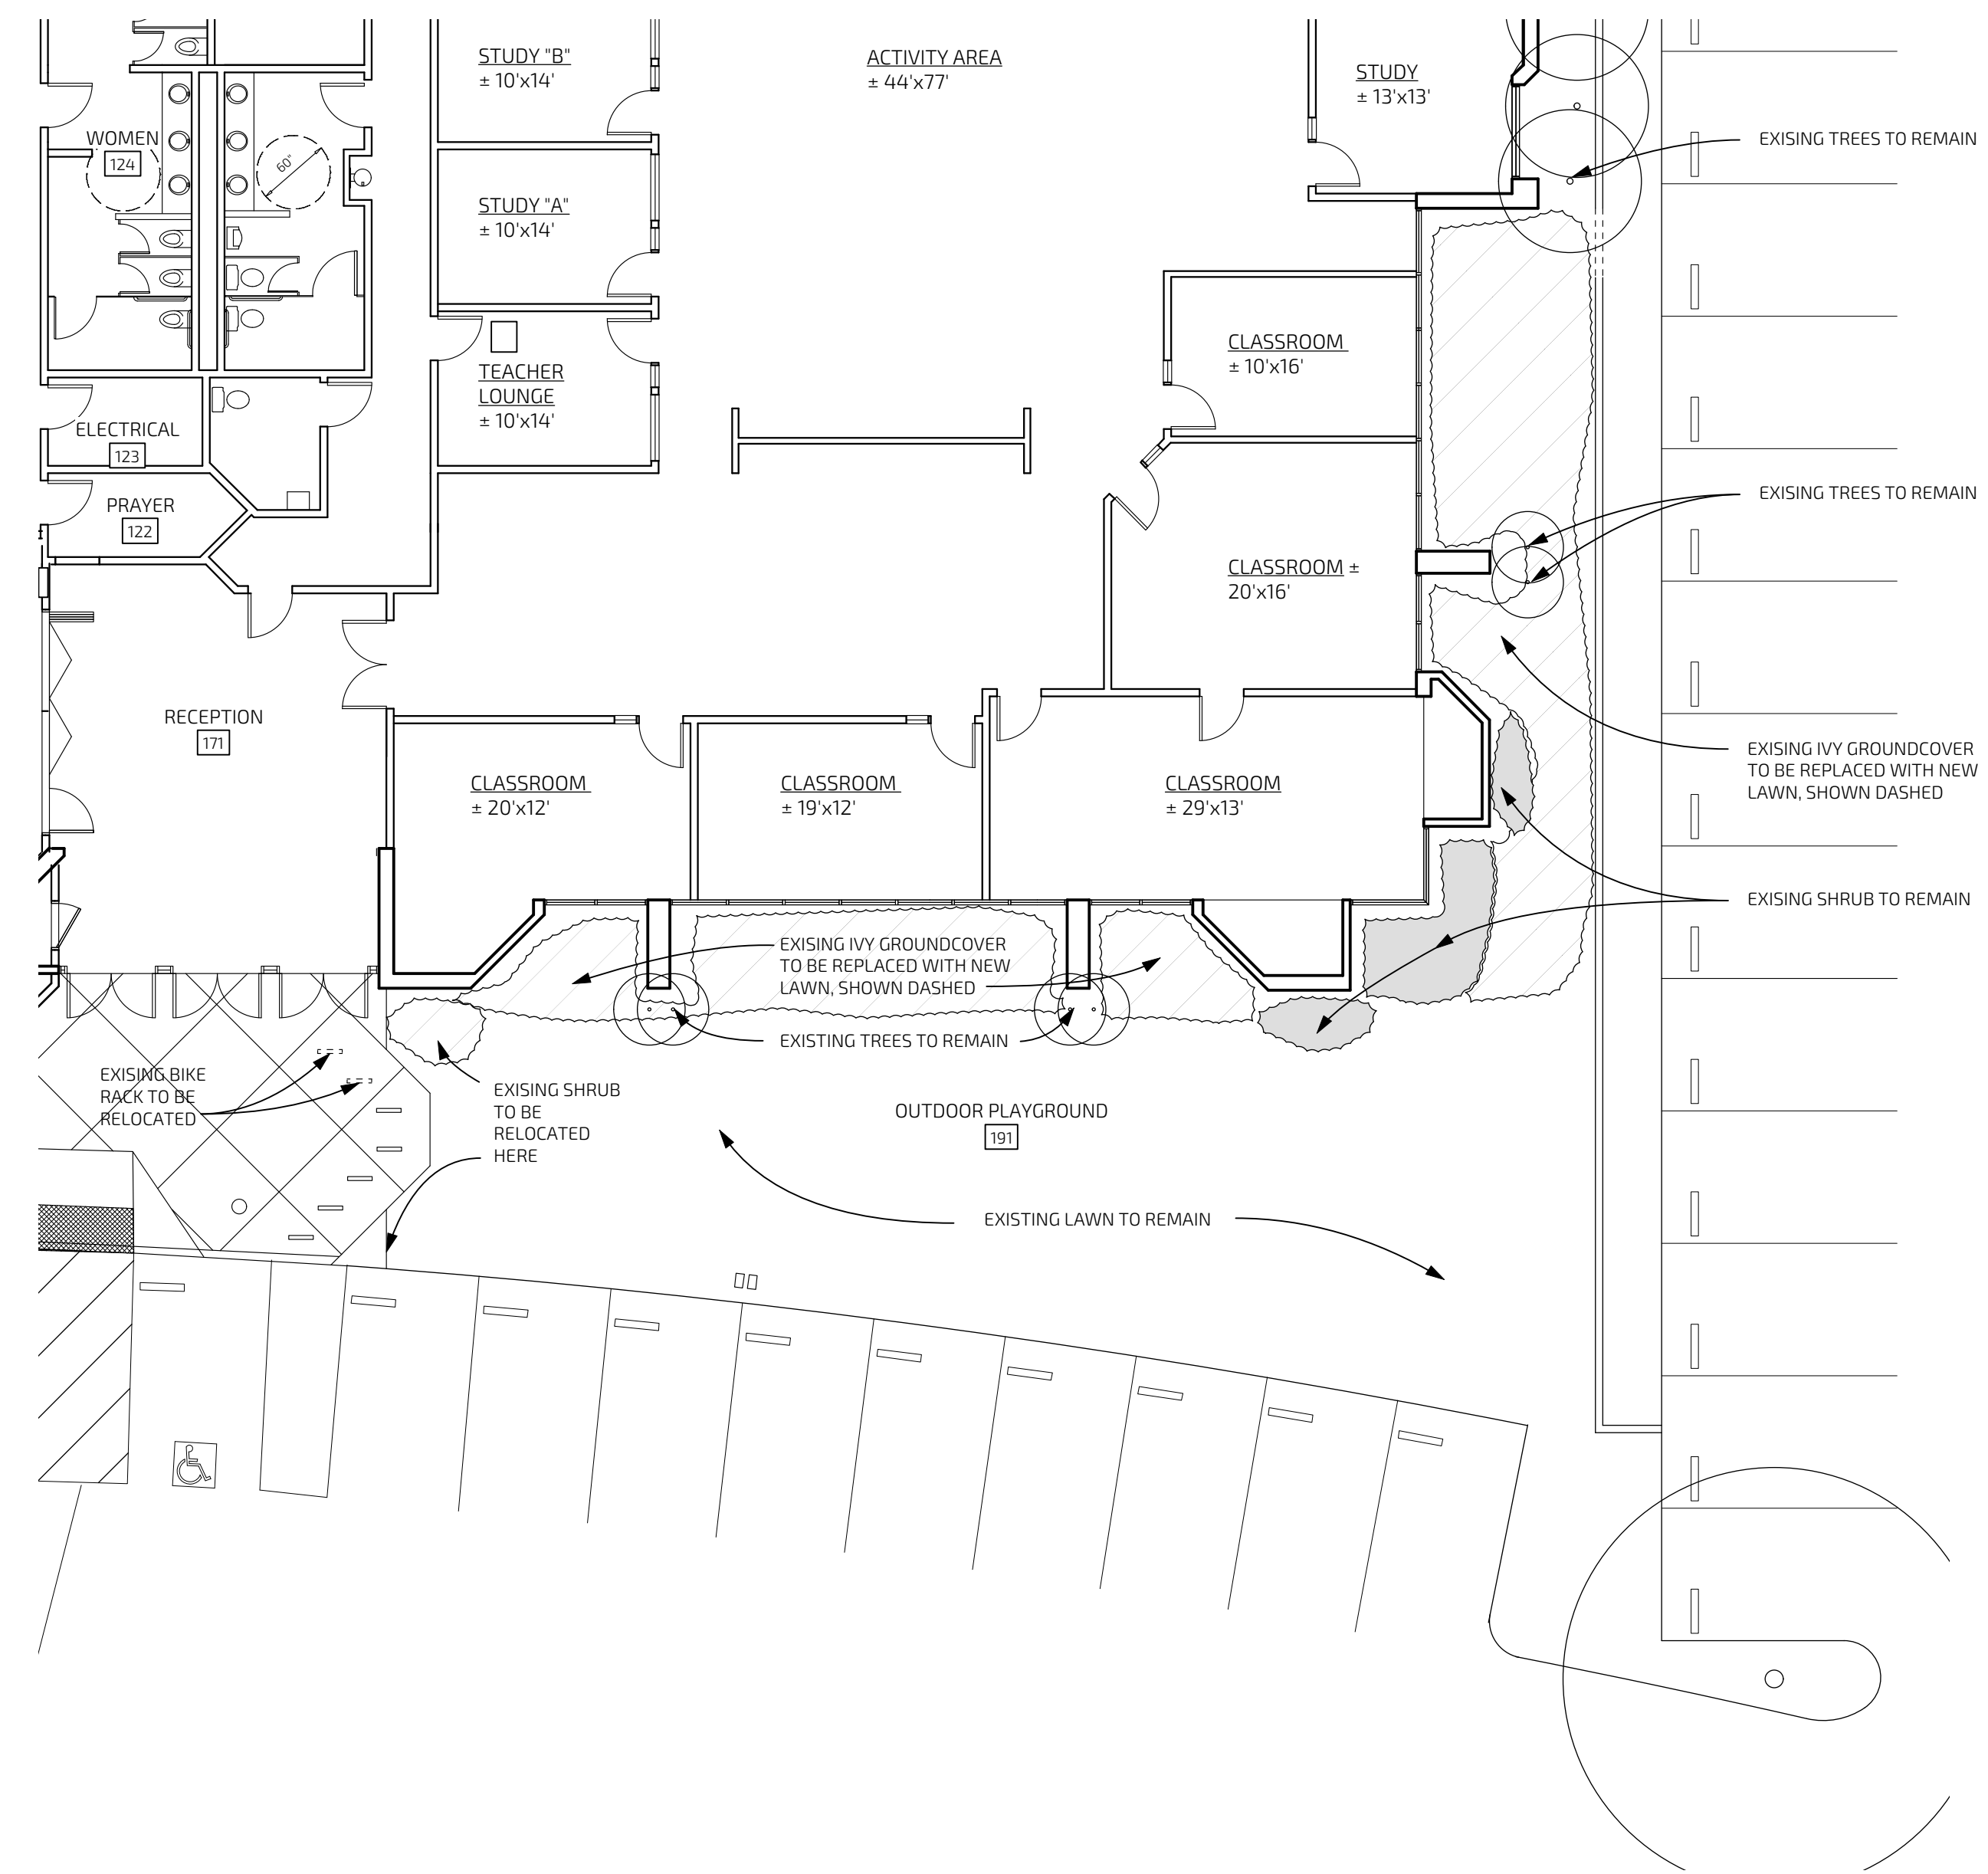 STUDY "B"
± 10'x14'
ACTIVITY AREA
± 44'x77'
STUDY
± 13'x13'
WOMEN
124
60"
EXISING TREES TO REMAIN
STUDY "A"
± 10'x14'
CLASSROOM
± 10'x16'
TEACHER
LOUNGE
± 10'x14'
ELECTRICAL
123
PRAYER
122
EXISING TREES TO REMAIN
CLASSROOM ±
20'x16'
RECEPTION
171
EXISING IVY GROUNDCOVER
TO BE REPLACED WITH NEW
LAWN, SHOWN DASHED
CLASSROOM
± 20'x12'
CLASSROOM
± 19'x12'
CLASSROOM
± 29'x13'
EXISING SHRUB TO REMAIN
EXISING IVY GROUNDCOVER
TO BE REPLACED WITH NEW
LAWN, SHOWN DASHED
EXISTING TREES TO REMAIN
EXISING BIKE
RACK TO BE
RELOCATED
EXISING SHRUB
TO BE
RELOCATED
HERE
OUTDOOR PLAYGROUND
191
EXISTING LAWN TO REMAIN